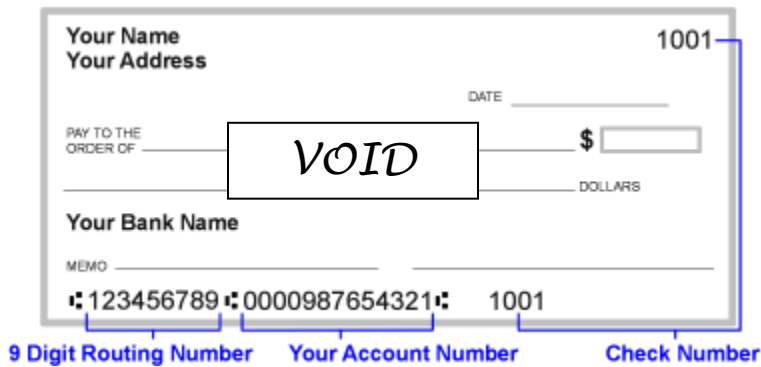 Your Name 1001
Your Address
DATE
PAY TO THE
ORDER OF $
VOID
DOLLARS
Your Bank Name
MEMO
⑆123456789⑆0000987654321⑆ 1001
9 Digit Routing Number Your Account Number Check Number